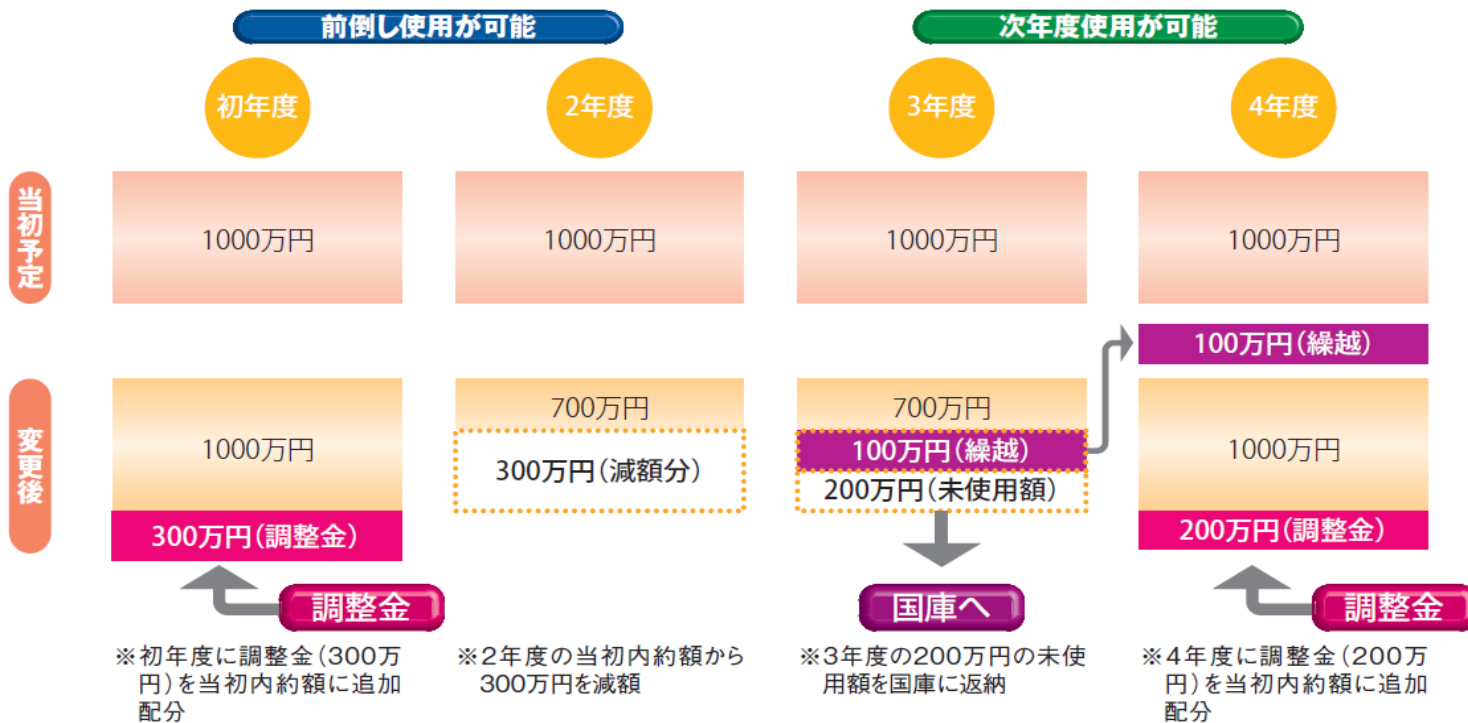 前倒し使用が可能
次年度使用が可能
初年度
2年度
3年度
4年度
当初予定
1000万円
1000万円
1000万円
1000万円
100万円(繰越)
変更後
1000万円
300万円(調整金)
700万円
300万円(減額分)
700万円
100万円(繰越)
200万円(未使用額)
1000万円
200万円(調整金)
調整金
国庫へ
調整金
※初年度に調整金(300万
円)を当初内約額に追加
配分
※2年度の当初内約額から
300万円を減額
※3年度の200万円の未使
用額を国庫に返納
※4年度に調整金(200万
円)を当初内約額に追加
配分